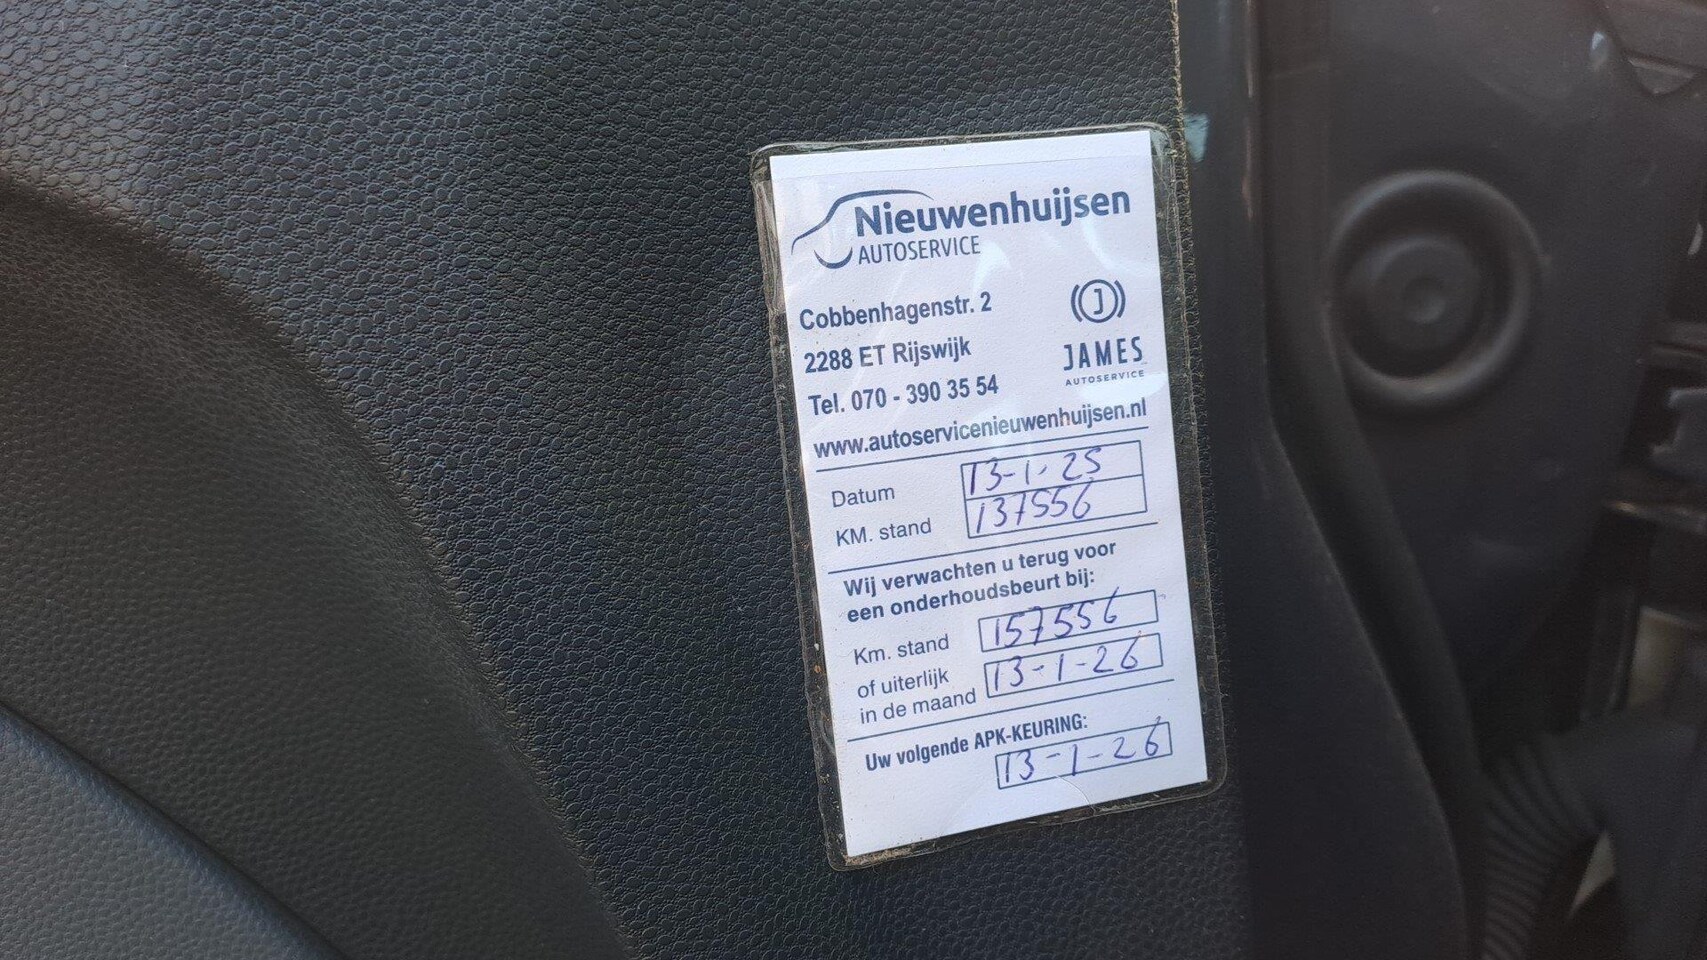 Nieuwenhuijsen
AUTOSERVICE
Cobbenhagenstr. 2
2288 ET Rijswijk
Tel. 070 - 390 35 54
J
JAMES
AUTOSERVICE
www.autoservicenieuwenhuijsen.nl
Datum 13-1-25
KM. stand 137556
Wij verwachten u terug voor
een onderhoudsbeurt bij:
Km. stand 157556
of uiterlijk
in de maand 13-1-26
Uw volgende APK-KEURING:
13-1-26